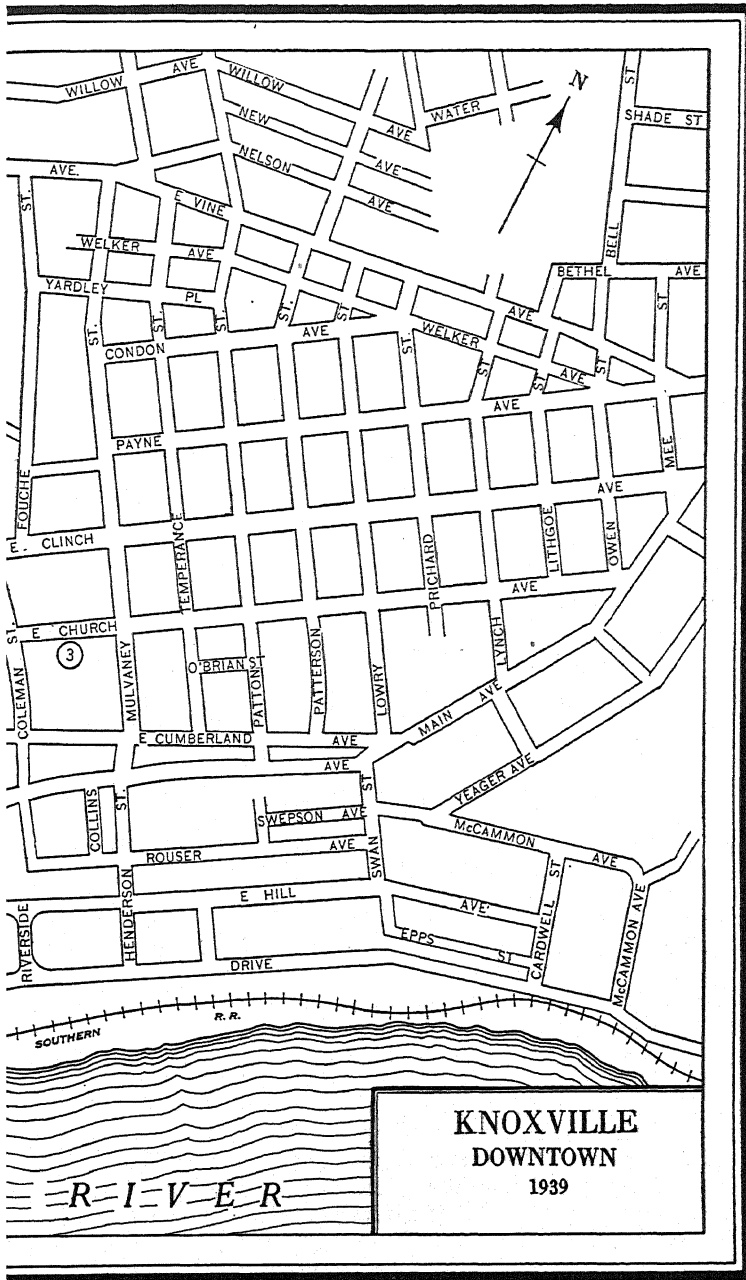 WILLOW AVE
WILLOW AVE
N
ST
SHADE ST
WATER
NEW AVE
NELSON AVE
AVE.
ST.
E VINE AVE
BELL
WELKER AVE
BETHEL AVE
YARDLEY PL
ST
ST.
ST.
ST.
ST.
ST.
ST.
CONDON AVE
WELKER AVE
ST
ST
ST
PAYNE AVE
MEE
FOUCHE
E CLINCH AVE
TEMPERANCE
PRICHARD
LITHGOE
OWEN
E CHURCH AVE
ST.
3
COLEMAN
MULVANEY
O'BRIAN ST
PATTON
PATTERSON
LOWRY
LYNCH
E CUMBERLAND AVE
MAIN AVE
AVE
YEAGER AVE
COLLINS
ST.
ST
SWEPSON AVE
McCAMMON AVE
ROUSER AVE
SWAN
ST
E HILL AVE
HENDERSON
RIVERSIDE DRIVE
EPPS ST
CARDWELL
McCAMMON AVE
SOUTHERN R.R.
RIVER
KNOXVILLE
DOWNTOWN
1939